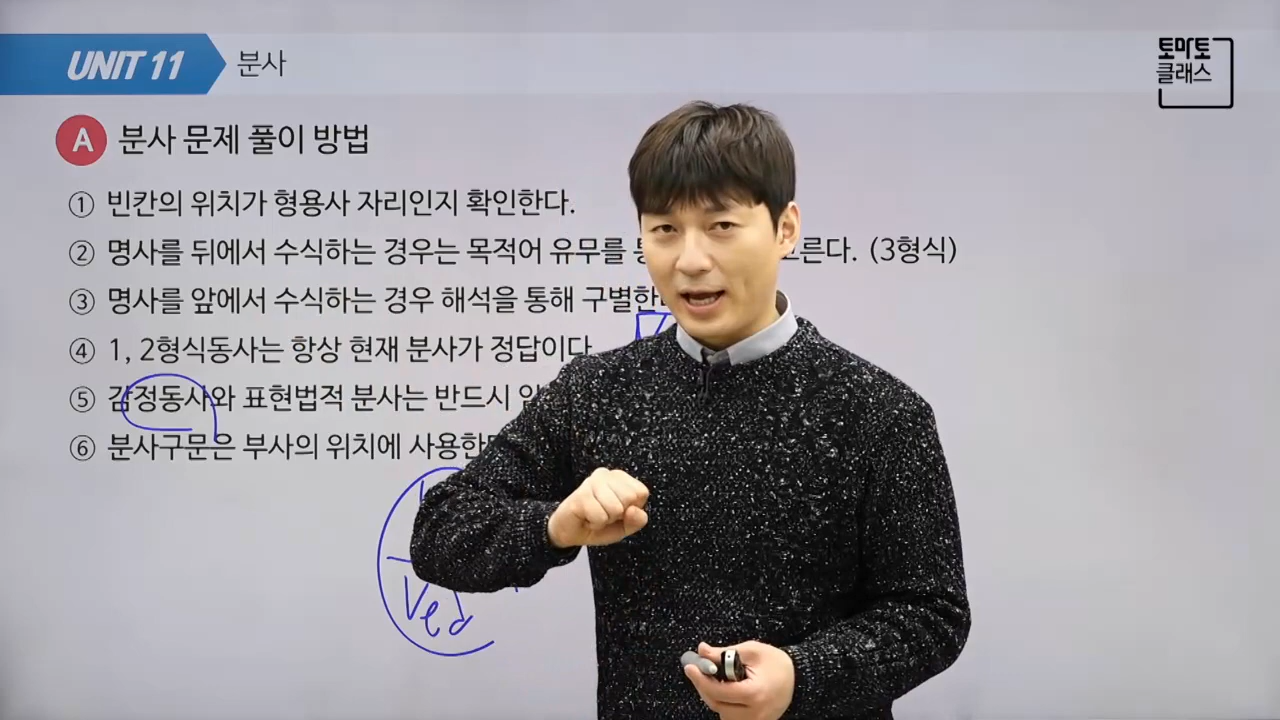 UNIT 11 분사
토마토
클래스
A 분사 문제 풀이 방법
① 빈칸의 위치가 형용사 자리인지 확인한다.
② 명사를 뒤에서 수식하는 경우는 목적어 유무를 고른다. (3형식)
③ 명사를 앞에서 수식하는 경우 해석을 통해 구별한
④ 1, 2형식동사는 항상 현재 분사가 정답이다
⑤ 감정동사와 표현법적 분사는 반드시
⑥ 분사구문은 부사의 위치에 사용한
Ved